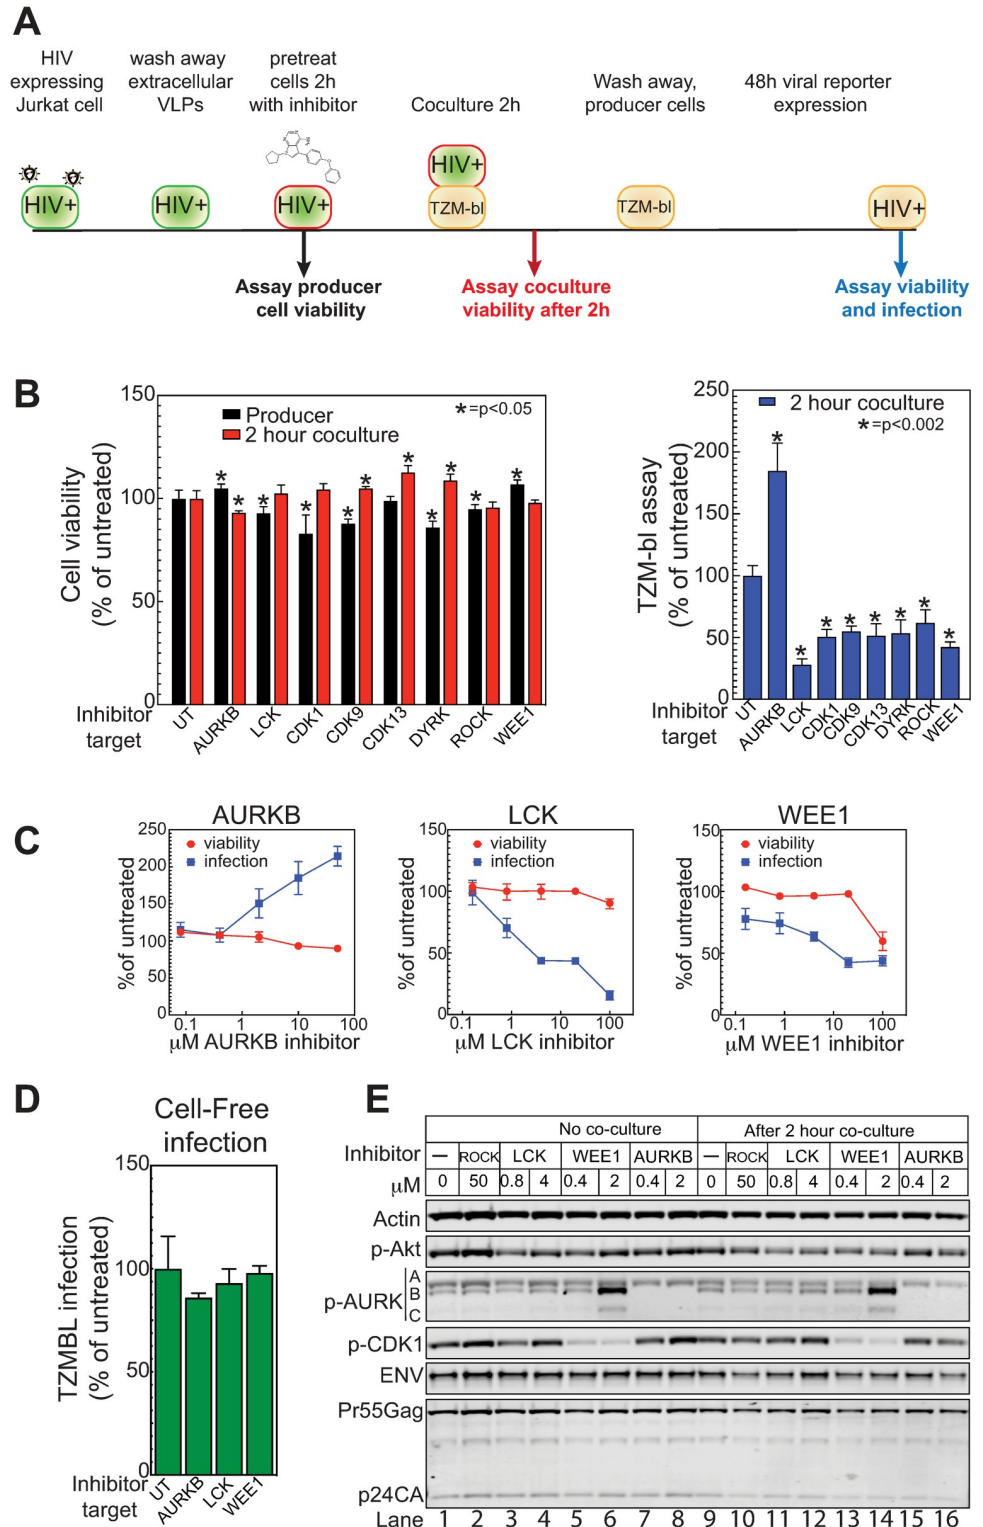 A
HIV
expressing
Jurkat cell
wash away
extracellular
VLPs
pretreat
cells 2h
with inhibitor
Coculture 2h
Wash away,
producer cells
48h viral reporter
expression
HIV+
HIV+
HIV+
HIV+
TZM-bl
TZM-bl
HIV+
Assay producer
cell viability
Assay coculture
viability after 2h
Assay viability
and infection
B
Cell viability
(% of untreated)
150
100
50
0
Producer
2 hour coculture
*=p<0.05
* * * * * * * * * * *
Inhibitor
target
UT AURKB LCK CDK1 CDK9 CDK13 DYRK ROCK WEE1
TZM-bl assay
(% of untreated)
250
200
150
100
50
0
2 hour coculture
*=p<0.002
* * * * * * * *
Inhibitor
target
UT AURKB LCK CDK1 CDK9 CDK13 DYRK ROCK WEE1
C
AURKB
%of untreated
250
200
150
100
50
0
viability
infection
0.1 1 10 100
µM AURKB inhibitor
LCK
%of untreated
150
100
50
0
viability
infection
0.1 1 10 100
µM LCK inhibitor
WEE1
%of untreated
150
100
50
0
viability
infection
0.1 1 10 100
µM WEE1 inhibitor
D
Cell-Free
infection
TZMBL infection
(% of untreated)
150
100
50
0
Inhibitor
target
UT AURKB LCK WEE1
E
No co-culture After 2 hour co-culture
Inhibitor — ROCK LCK WEE1 AURKB — ROCK LCK WEE1 AURKB
µM 0 50 0.8 4 0.4 2 0.4 2 0 50 0.8 4 0.4 2 0.4 2
Actin
p-Akt
p-AURK A
B
C
p-CDK1
ENV
Pr55Gag
p24CA
Lane 1 2 3 4 5 6 7 8 9 10 11 12 13 14 15 16